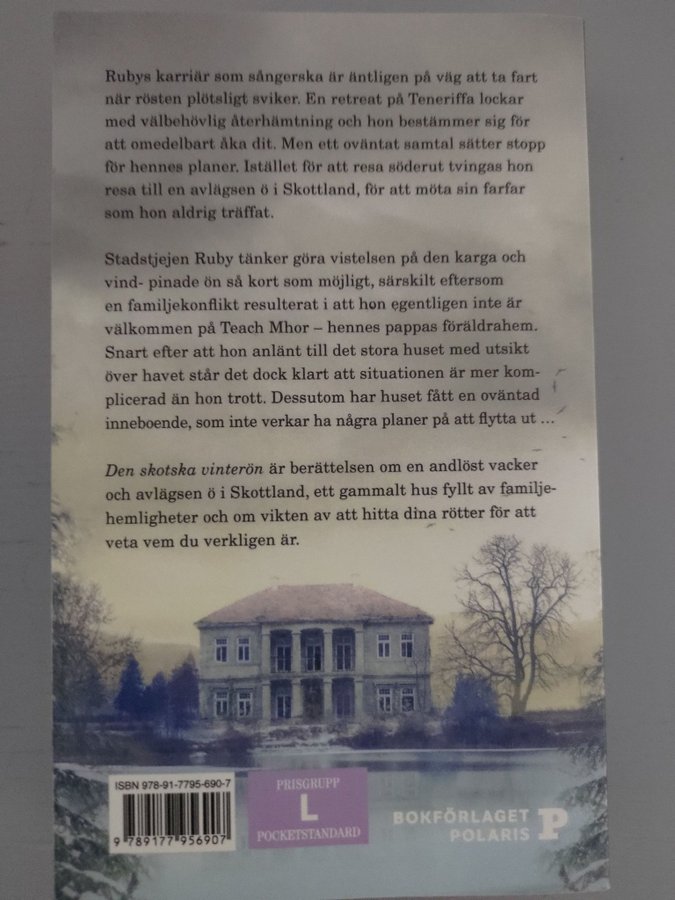 Rubys karriär som sångerska är äntligen på väg att ta fart
när rösten plötsligt sviker. En retreat på Teneriffa lockar
med välbehövlig återhämtning och hon bestämmer sig för
att omedelbart åka dit. Men ett oväntat samtal sätter stopp
för hennes planer. Istället för att resa söderut tvingas hon
resa till en avlägsen ö i Skottland, för att möta sin farfar
som hon aldrig träffat.
Stadstjejen Ruby tänker göra vistelsen på den karga och
vind- pinade ön så kort som möjligt, särskilt eftersom
en familjekonflikt resulterat i att hon egentligen inte är
välkommen på Teach Mhor – hennes pappas föräldrahem.
Snart efter att hon anlänt till det stora huset med utsikt
över havet står det dock klart att situationen är mer kom-
plicerad än hon trott. Dessutom har huset fått en oväntad
inneboende, som inte verkar ha några planer på att flytta ut ...
Den skotska vinterön är berättelsen om en andlöst vacker
och avlägsen ö i Skottland, ett gammalt hus fyllt av familje-
hemligheter och om vikten av att hitta dina rötter för att
veta vem du verkligen är.
ISBN 978-91-7795-690-7
9 789177 956907
PRISGRUPP
L
POCKETSTANDARD
BOKFÖRLAGET
POLARIS
P